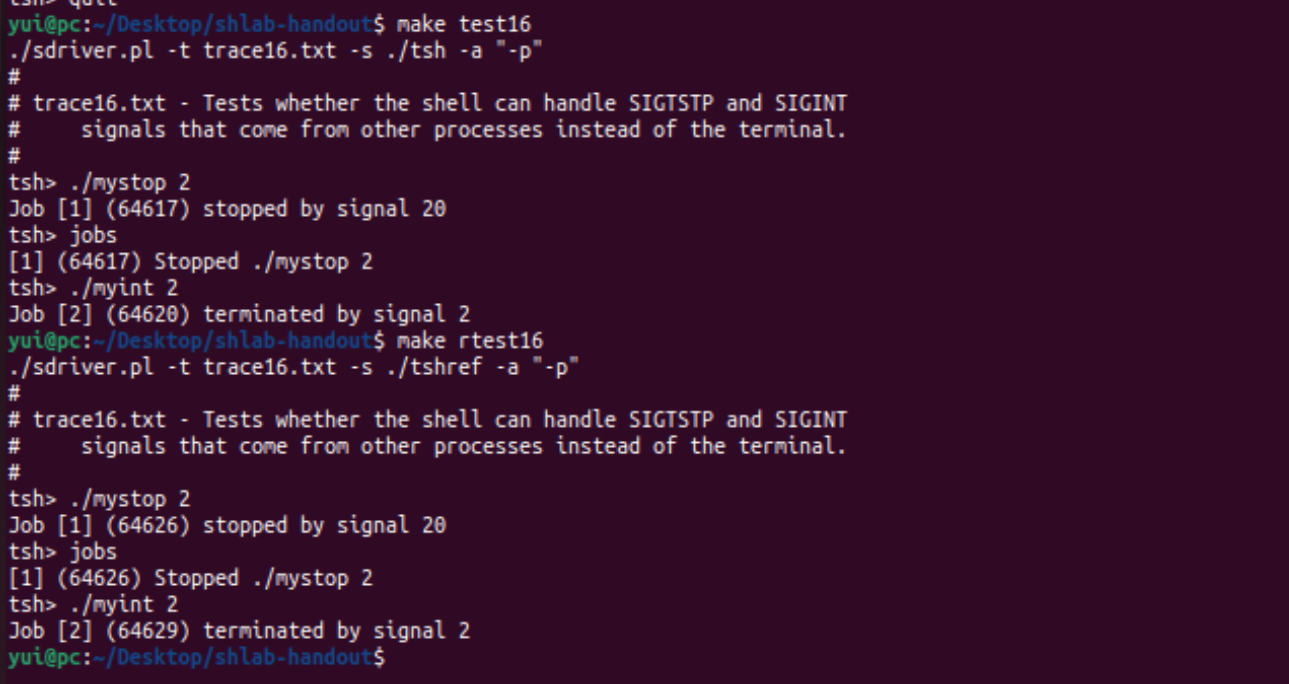 tsh> quit
yui@pc:~/Desktop/shlab-handout$ make test16
./sdriver.pl -t trace16.txt -s ./tsh -a "-p"
#
# trace16.txt - Tests whether the shell can handle SIGTSTP and SIGINT
#     signals that come from other processes instead of the terminal.
#
tsh> ./mystop 2
Job [1] (64617) stopped by signal 20
tsh> jobs
[1] (64617) Stopped ./mystop 2
tsh> ./myint 2
Job [2] (64620) terminated by signal 2
yui@pc:~/Desktop/shlab-handout$ make rtest16
./sdriver.pl -t trace16.txt -s ./tshref -a "-p"
#
# trace16.txt - Tests whether the shell can handle SIGTSTP and SIGINT
#     signals that come from other processes instead of the terminal.
#
tsh> ./mystop 2
Job [1] (64626) stopped by signal 20
tsh> jobs
[1] (64626) Stopped ./mystop 2
tsh> ./myint 2
Job [2] (64629) terminated by signal 2
yui@pc:~/Desktop/shlab-handout$